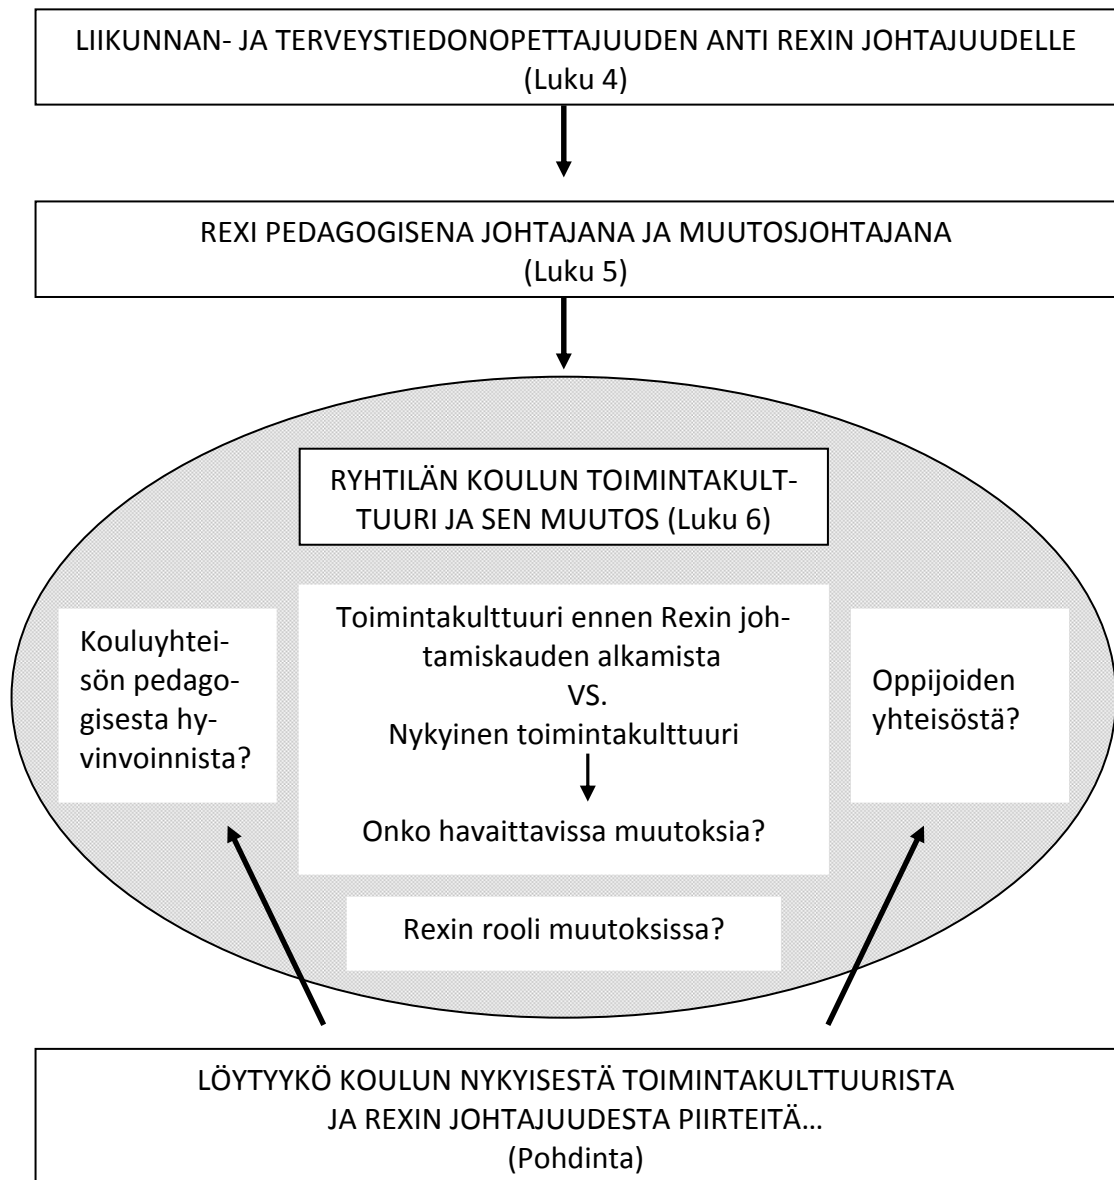 LIIKUNNAN- JA TERVEYSTIEDONOPETTAJUUDEN ANTI REXIN JOHTAJUUDELLE
(Luku 4)
REXI PEDAGOGISENA JOHTAJANA JA MUUTOSJOHTAJANA
(Luku 5)
RYHTILÄN KOULUN TOIMINTAKULT-
TUURI JA SEN MUUTOS (Luku 6)
Kouluyhtei-
sön pedago-
gisesta hy-
vinvoinnista?
Toimintakulttuuri ennen Rexin joh-
tamiskauden alkamista
VS.
Nykyinen toimintakulttuuri
Onko havaittavissa muutoksia?
Oppijoiden
yhteisöstä?
Rexin rooli muutoksissa?
LÖYTYYKÖ KOULUN NYKYISESTÄ TOIMINTAKULTTUURISTA
JA REXIN JOHTAJUUDESTA PIIRTEITÄ…
(Pohdinta)